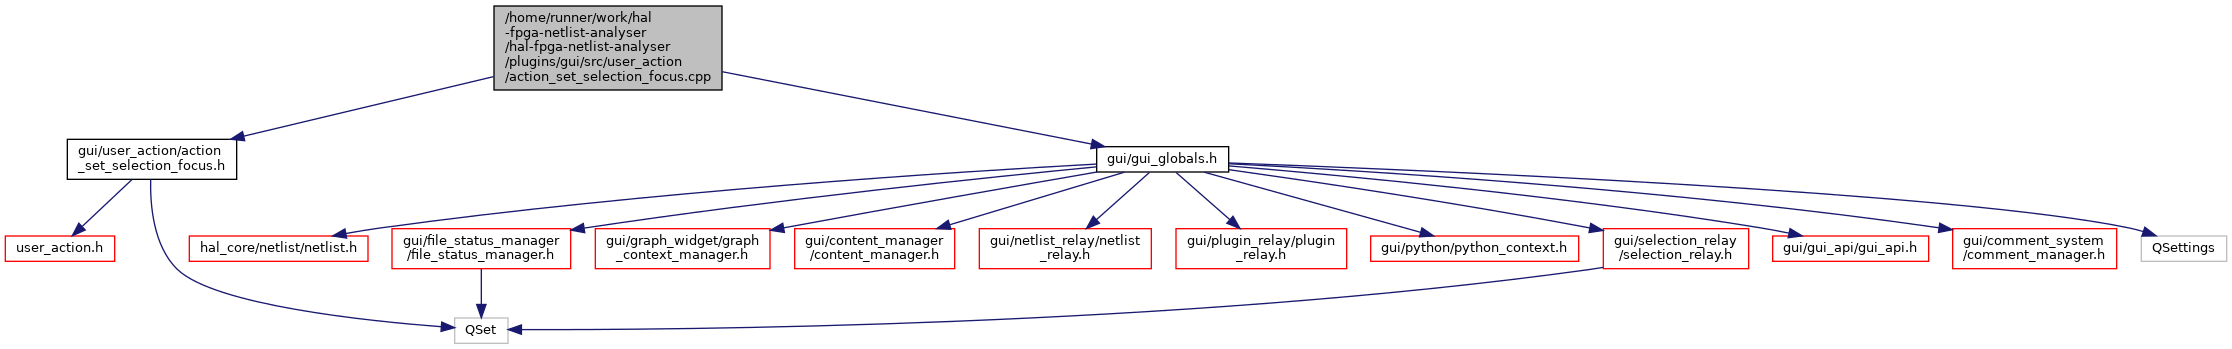 /home/runner/work/hal
-fpga-netlist-analyser
/hal-fpga-netlist-analyser
/plugins/gui/src/user_action
/action_set_selection_focus.cpp
gui/user_action/action
_set_selection_focus.h
gui/gui_globals.h
user_action.h
hal_core/netlist/netlist.h
gui/file_status_manager
/file_status_manager.h
gui/graph_widget/graph
_context_manager.h
gui/content_manager
/content_manager.h
gui/netlist_relay/netlist
_relay.h
gui/plugin_relay/plugin
_relay.h
gui/python/python_context.h
gui/selection_relay
/selection_relay.h
gui/gui_api/gui_api.h
gui/comment_system
/comment_manager.h
QSettings
QSet